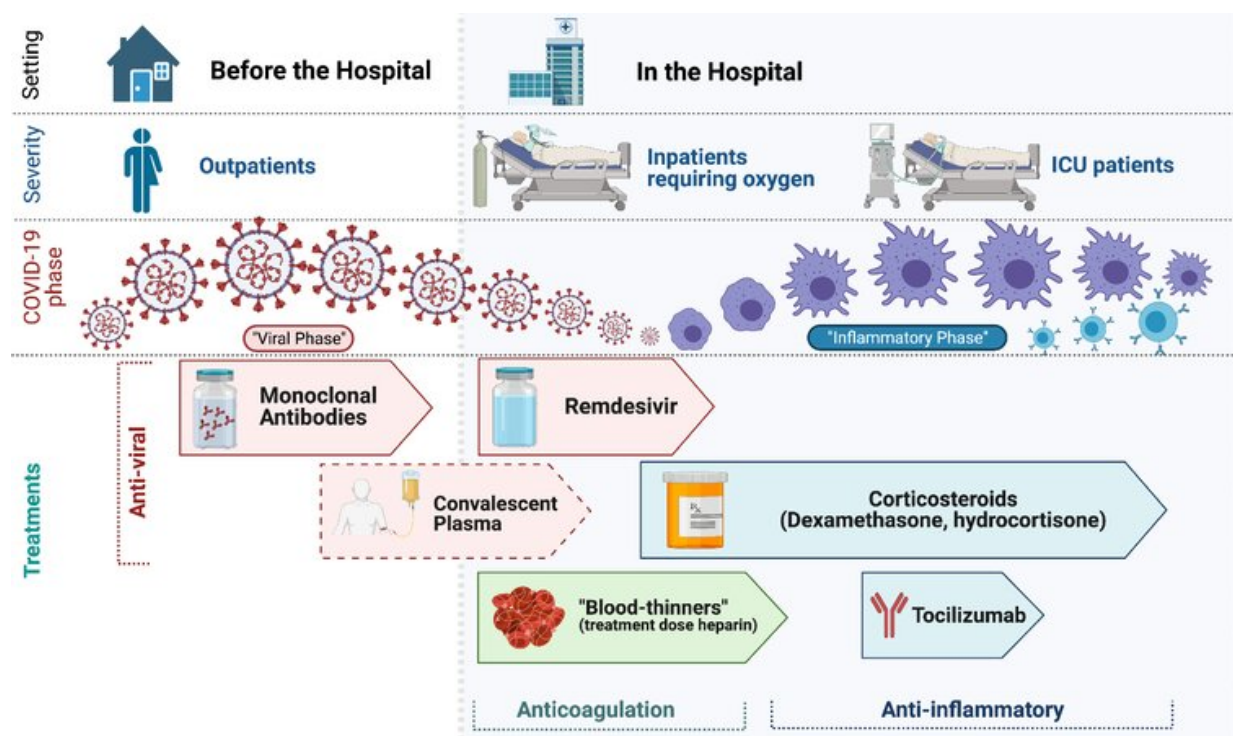 Setting
Before the Hospital
In the Hospital
Severity
Outpatients
Inpatients
requiring oxygen
ICU patients
COVID-19
phase
"Viral Phase"
"Inflammatory Phase"
Treatments
Anti-viral
Monoclonal
Antibodies
Remdesivir
Convalescent
Plasma
Rx
Corticosteroids
(Dexamethasone, hydrocortisone)
"Blood-thinners"
(treatment dose heparin)
Tocilizumab
Anticoagulation
Anti-inflammatory